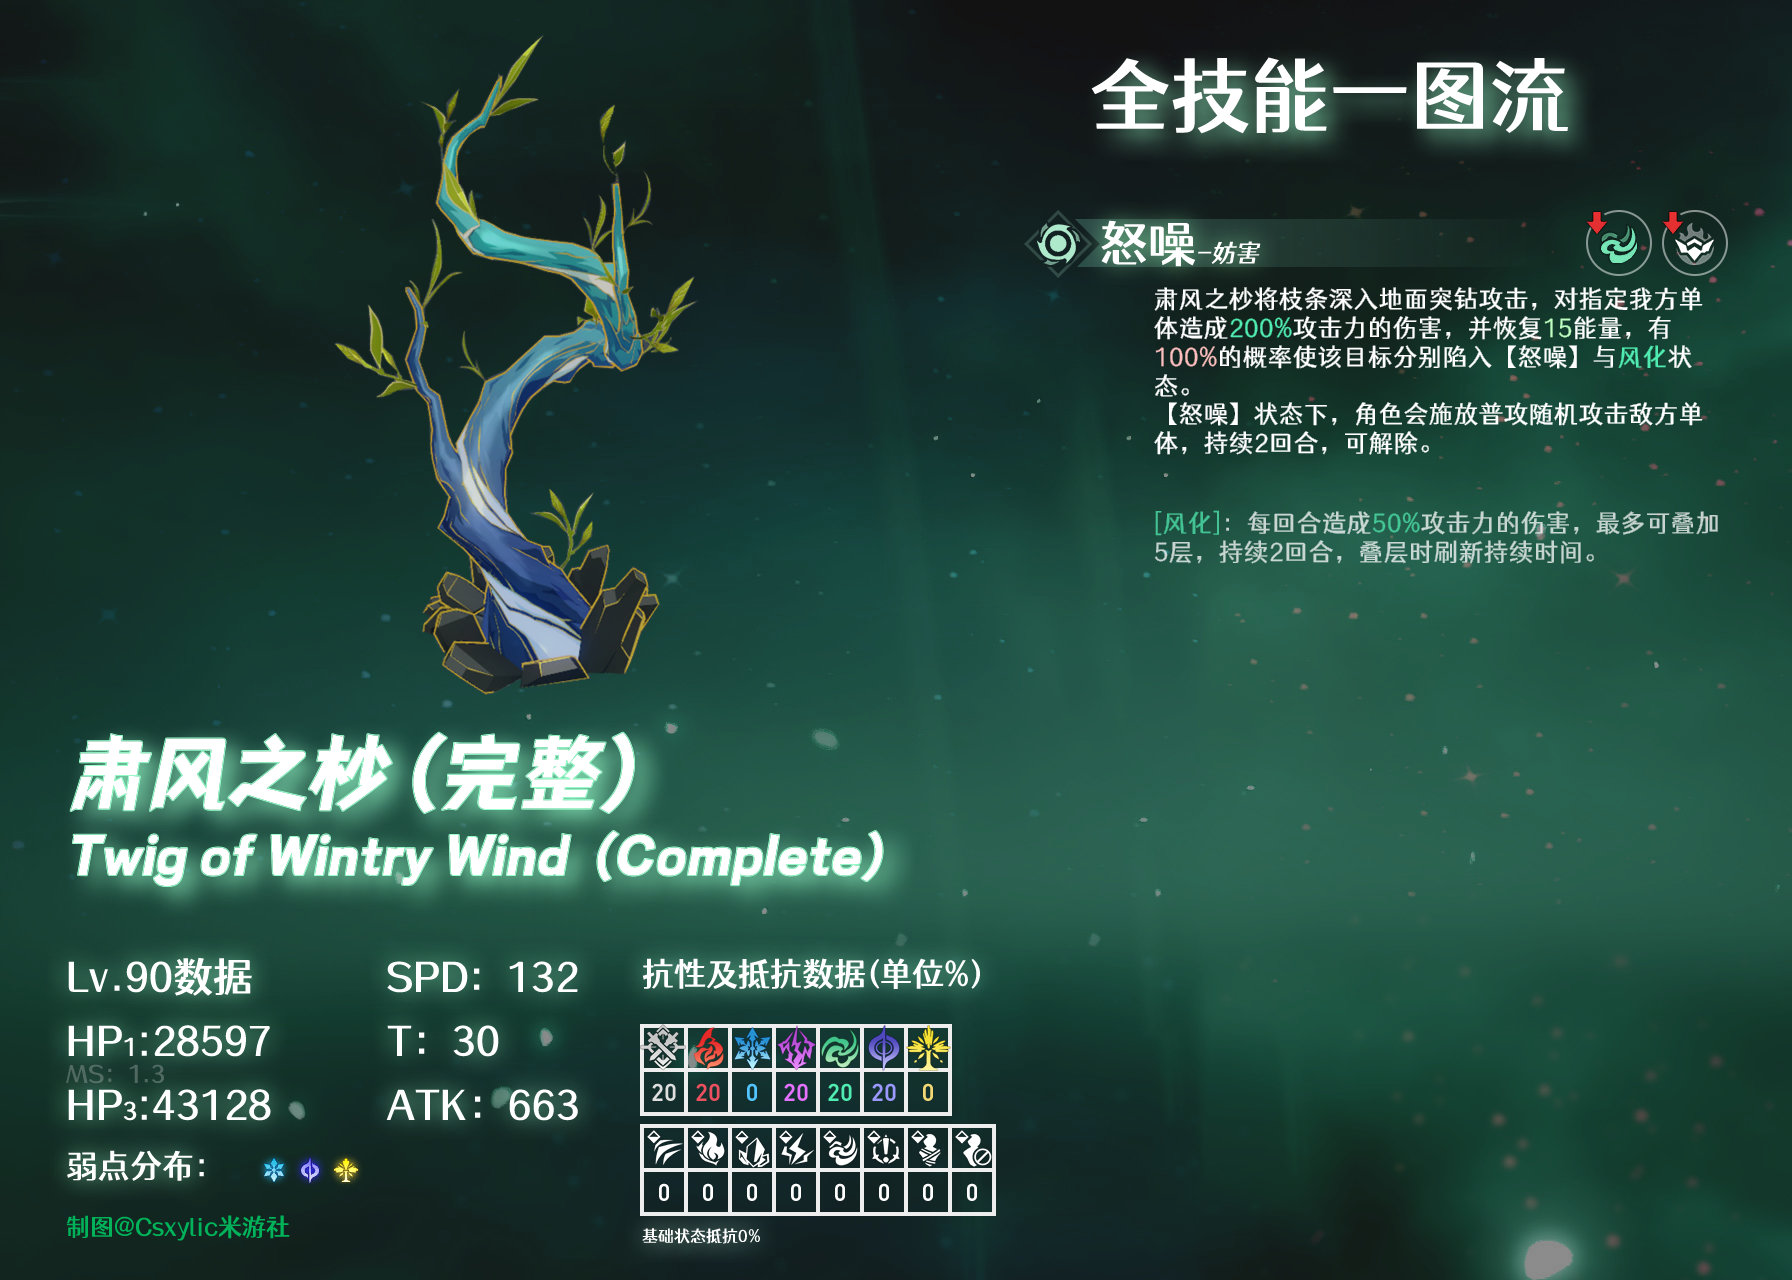 全技能一图流
怒噪-妨害
肃风之杪将枝条深入地面突钻攻击，对指定我方单
体造成200%攻击力的伤害，并恢复15能量，有
100%的概率使该目标分别陷入【怒噪】与风化状
态。
【怒噪】状态下，角色会施放普攻随机攻击敌方单
体，持续2回合，可解除。
[风化]：每回合造成50%攻击力的伤害，最多可叠加
5层，持续2回合，叠层时刷新持续时间。
肃风之杪（完整）
Twig of Wintry Wind（Complete）
Lv.90数据
SPD：132
HP1:28597
T：30
MS：1.3
HP3:43128
ATK：663
弱点分布：
制图@Csxylic米游社
抗性及抵抗数据(单位%)
20 20 0 20 20 20 0
0 0 0 0 0 0 0 0
基础状态抵抗0%